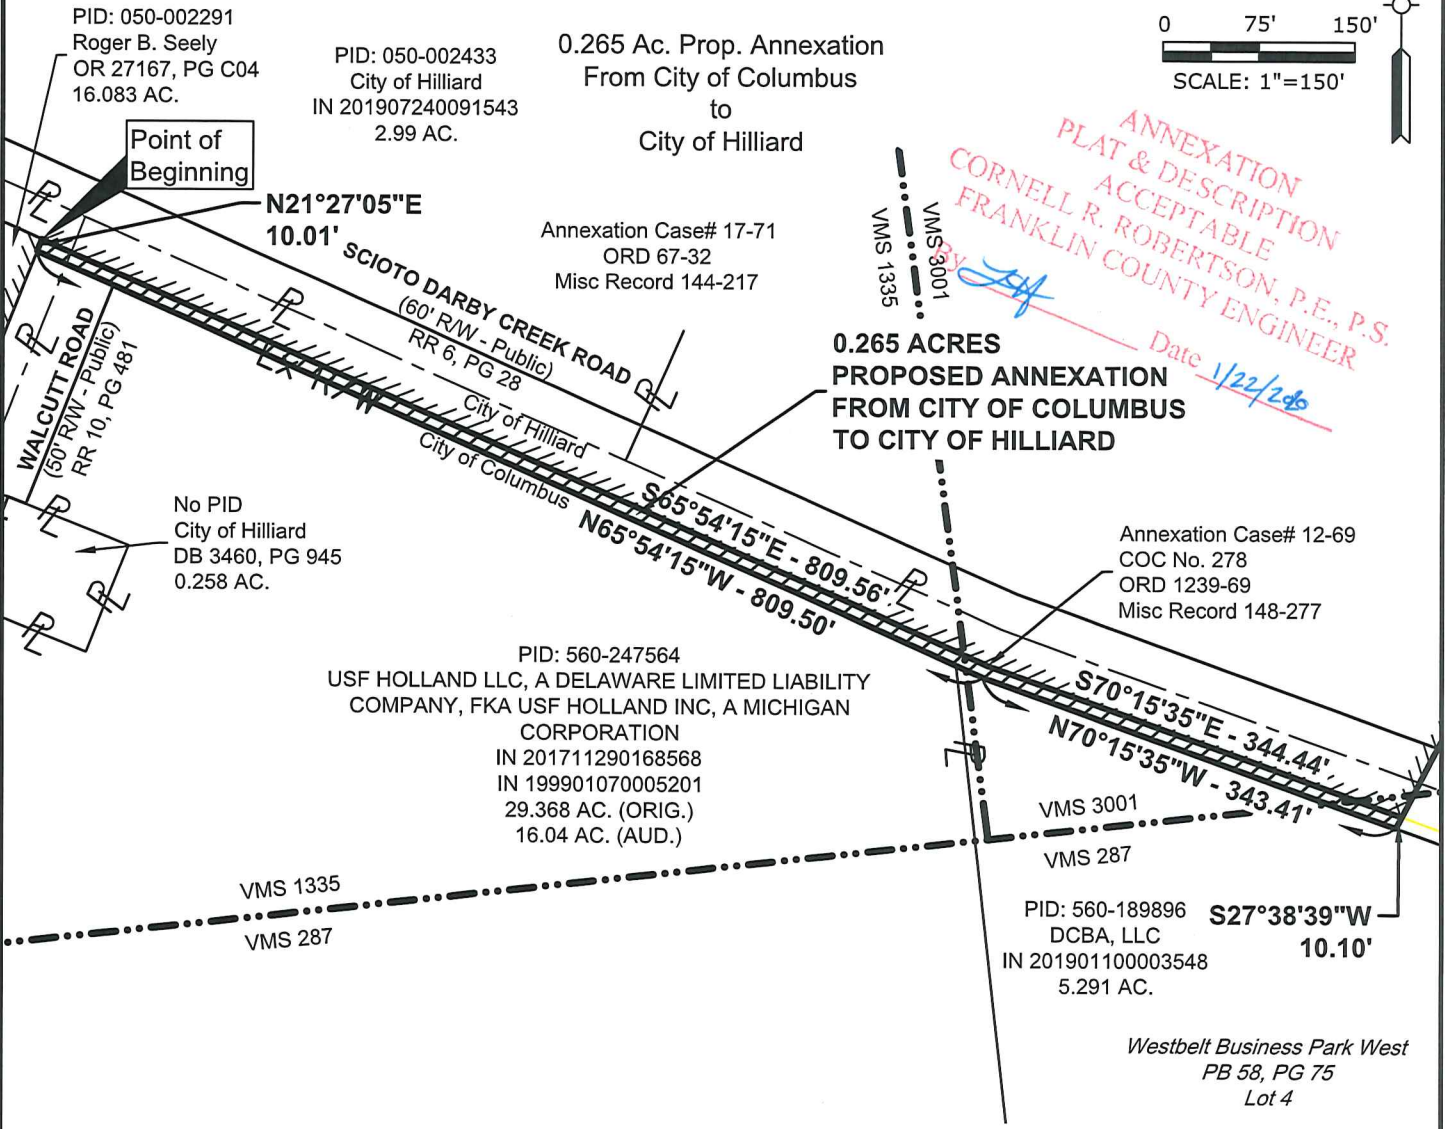 PID: 050-002291
Roger B. Seely
OR 27167, PG C04
16.083 AC.
PID: 050-002433
City of Hilliard
IN 201907240091543
2.99 AC.
0.265 Ac. Prop. Annexation
From City of Columbus
to
City of Hilliard
0 75' 150'
SCALE: 1"=150'
ANNEXATION
PLAT & DESCRIPTION
ACCEPTABLE
CORNELL R. ROBERTSON, P.E., P.S.
FRANKLIN COUNTY ENGINEER
By
Date 1/22/2020
Point of
Beginning
N21°27'05"E
10.01'
SCIOTO DARBY CREEK ROAD
(60' R/W - Public)
RR 6, PG 28
Annexation Case# 17-71
ORD 67-32
Misc Record 144-217
VMS 1335
VMS 3001
0.265 ACRES
PROPOSED ANNEXATION
FROM CITY OF COLUMBUS
TO CITY OF HILLIARD
PL
PL
PL
PL
WALCUTT ROAD
(50' R/W - Public)
RR 10, PG 481
EX R/W
City of Hilliard
City of Columbus
S65°54'15"E - 809.56'
N65°54'15"W - 809.50'
PL
No PID
City of Hilliard
DB 3460, PG 945
0.258 AC.
PL
PL
PL
Annexation Case# 12-69
COC No. 278
ORD 1239-69
Misc Record 148-277
PID: 560-247564
USF HOLLAND LLC, A DELAWARE LIMITED LIABILITY
COMPANY, FKA USF HOLLAND INC, A MICHIGAN
CORPORATION
IN 201711290168568
IN 199901070005201
29.368 AC. (ORIG.)
16.04 AC. (AUD.)
S70°15'35"E - 344.44'
N70°15'35"W - 343.41'
PL
VMS 3001
VMS 287
VMS 1335
VMS 287
PID: 560-189896
DCBA, LLC
IN 201901100003548
5.291 AC.
S27°38'39"W
10.10'
Westbelt Business Park West
PB 58, PG 75
Lot 4